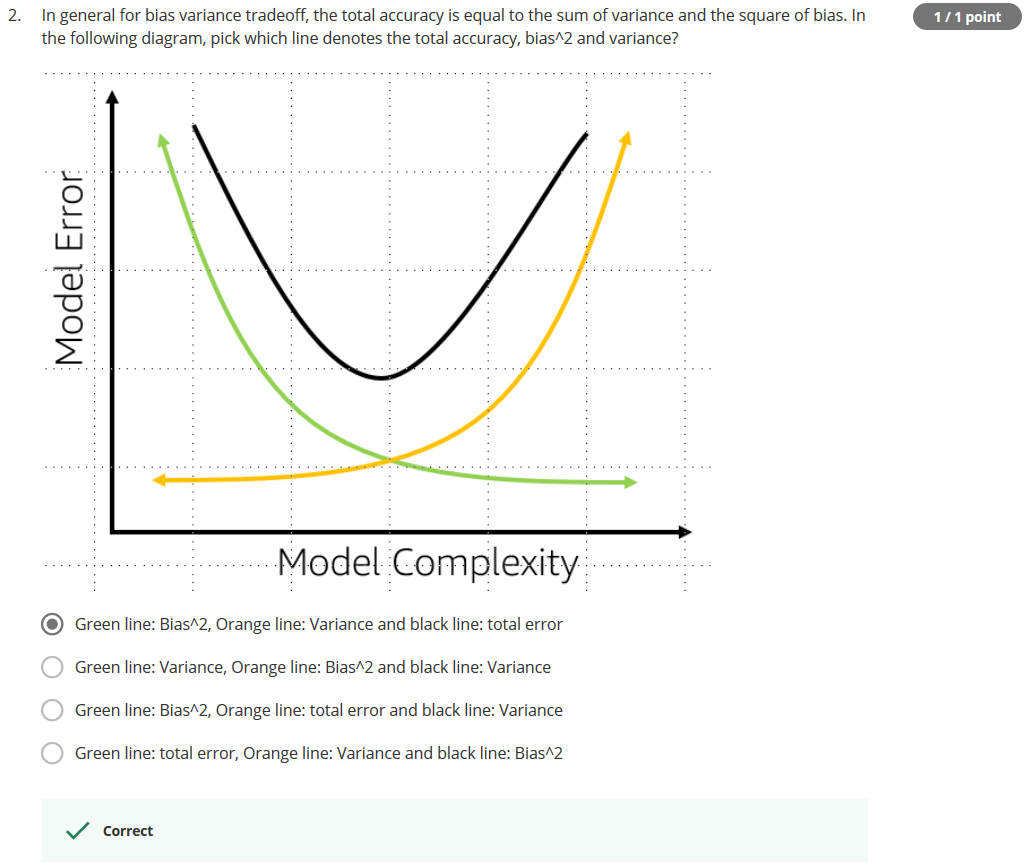 2. In general for bias variance tradeoff, the total accuracy is equal to the sum of variance and the square of bias. In
the following diagram, pick which line denotes the total accuracy, bias^2 and variance?
1 / 1 point
Model Error
Model Complexity
Green line: Bias^2, Orange line: Variance and black line: total error
Green line: Variance, Orange line: Bias^2 and black line: Variance
Green line: Bias^2, Orange line: total error and black line: Variance
Green line: total error, Orange line: Variance and black line: Bias^2
Correct